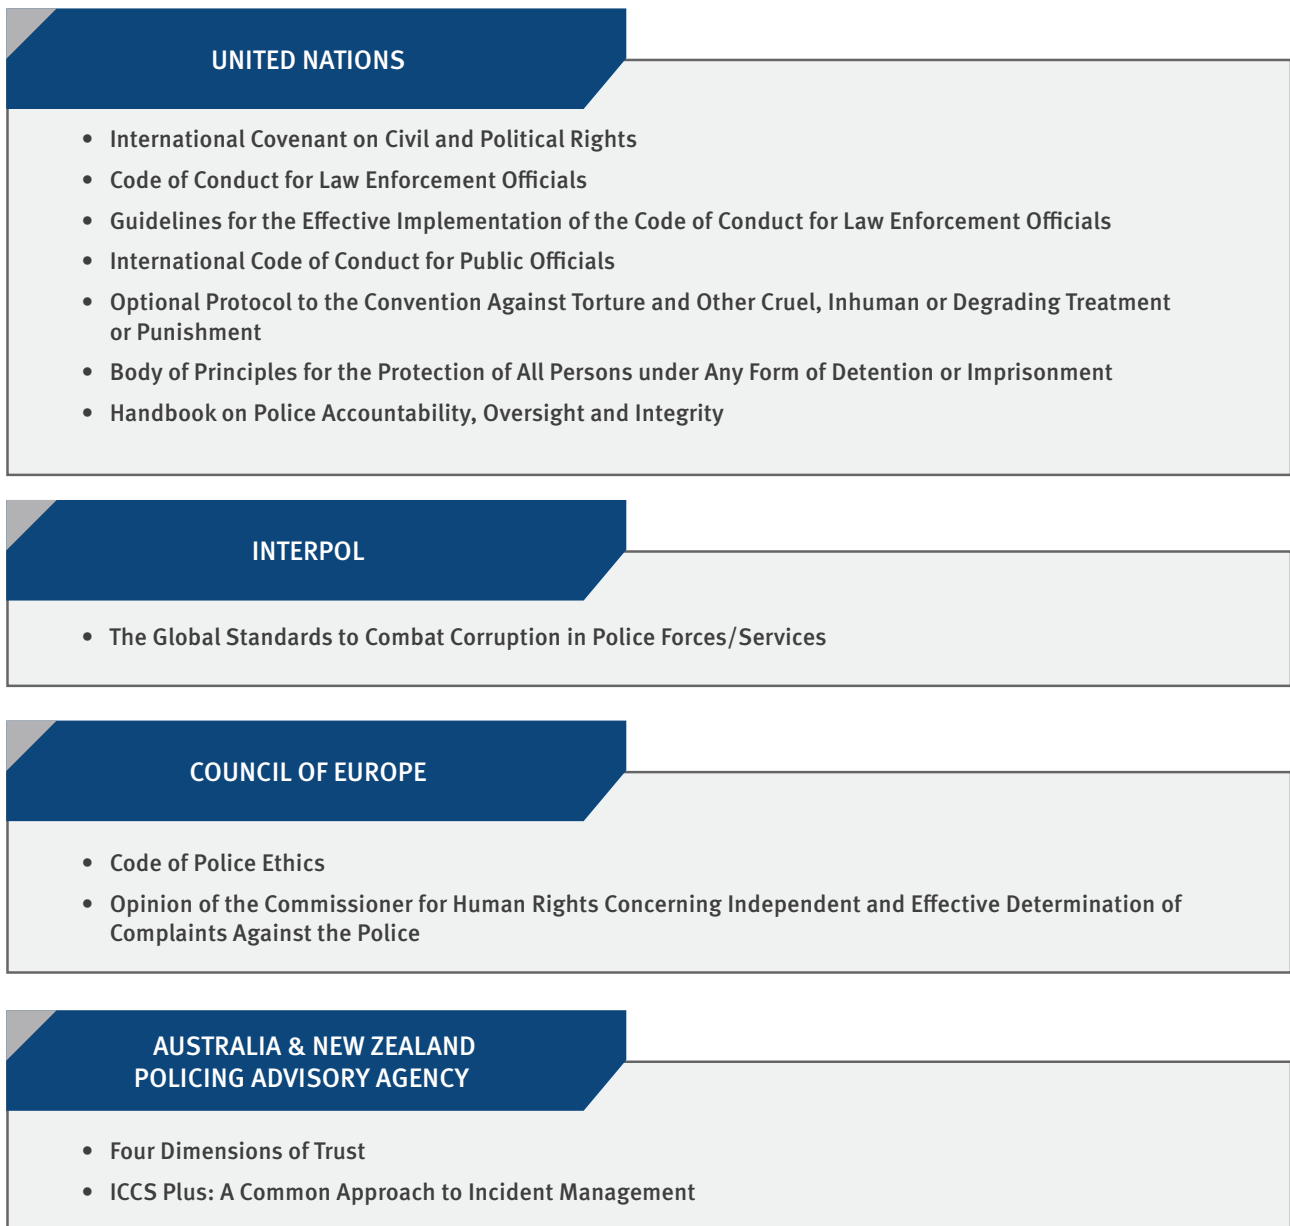 UNITED NATIONS
• International Covenant on Civil and Political Rights
• Code of Conduct for Law Enforcement Officials
• Guidelines for the Effective Implementation of the Code of Conduct for Law Enforcement Officials
• International Code of Conduct for Public Officials
• Optional Protocol to the Convention Against Torture and Other Cruel, Inhuman or Degrading Treatment
or Punishment
• Body of Principles for the Protection of All Persons under Any Form of Detention or Imprisonment
• Handbook on Police Accountability, Oversight and Integrity
INTERPOL
• The Global Standards to Combat Corruption in Police Forces/Services
COUNCIL OF EUROPE
• Code of Police Ethics
• Opinion of the Commissioner for Human Rights Concerning Independent and Effective Determination of
Complaints Against the Police
AUSTRALIA & NEW ZEALAND
POLICING ADVISORY AGENCY
• Four Dimensions of Trust
• ICCS Plus: A Common Approach to Incident Management